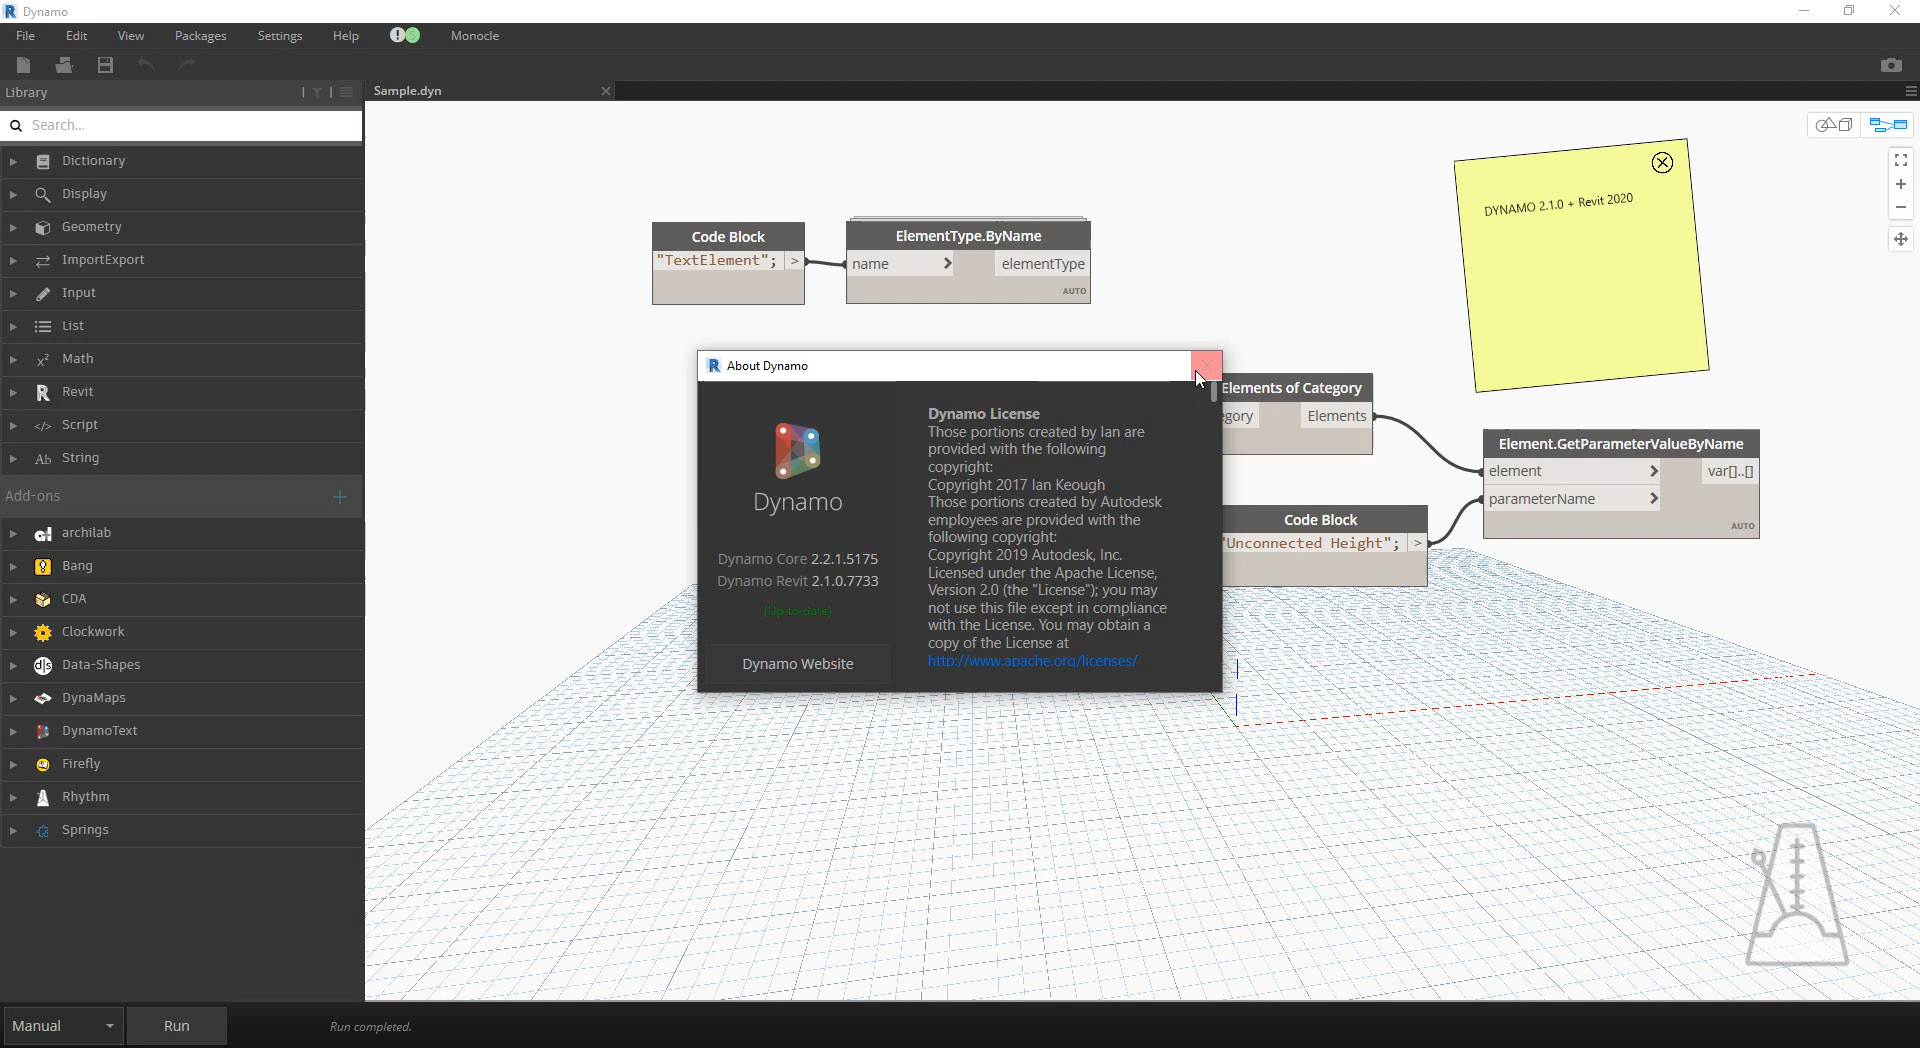 Dynamo
File Edit View Packages Settings Help Monocle
Library
Sample.dyn
Search...
Dictionary
Display
Geometry
ImportExport
Input
List
Math
Revit
Script
String
Add-ons
archilab
Bang
CDA
Clockwork
Data-Shapes
DynaMaps
DynamoText
Firefly
Rhythm
Springs
Code Block
"TextElement"; >
ElementType.ByName
name > elementType
AUTO
DYNAMO 2.1.0 + Revit 2020
About Dynamo
Dynamo
Dynamo Core 2.2.1.5175
Dynamo Revit 2.1.0.7733
(Up-to-date)
Dynamo Website
Dynamo License
Those portions created by Ian are
provided with the following
copyright:
Copyright 2017 Ian Keough
Those portions created by Autodesk
employees are provided with the
following copyright:
Copyright 2019 Autodesk, Inc.
Licensed under the Apache License,
Version 2.0 (the "License"); you may
not use this file except in compliance
with the License. You may obtain a
copy of the License at
http://www.apache.org/licenses/
Elements of Category
egory Elements
Code Block
"Unconnected Height"; >
Element.GetParameterValueByName
element > var[]..[]
parameterName >
AUTO
Manual Run Run completed.